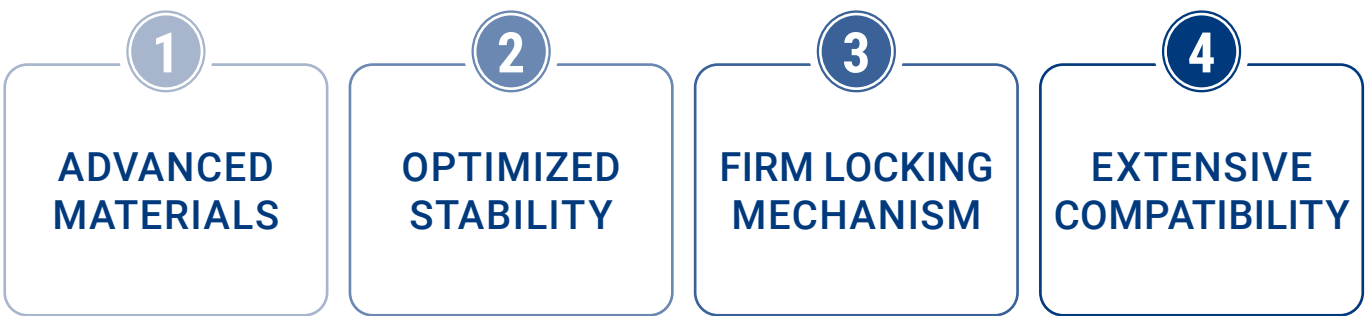 1
ADVANCED
MATERIALS
2
OPTIMIZED
STABILITY
3
FIRM LOCKING
MECHANISM
4
EXTENSIVE
COMPATIBILITY